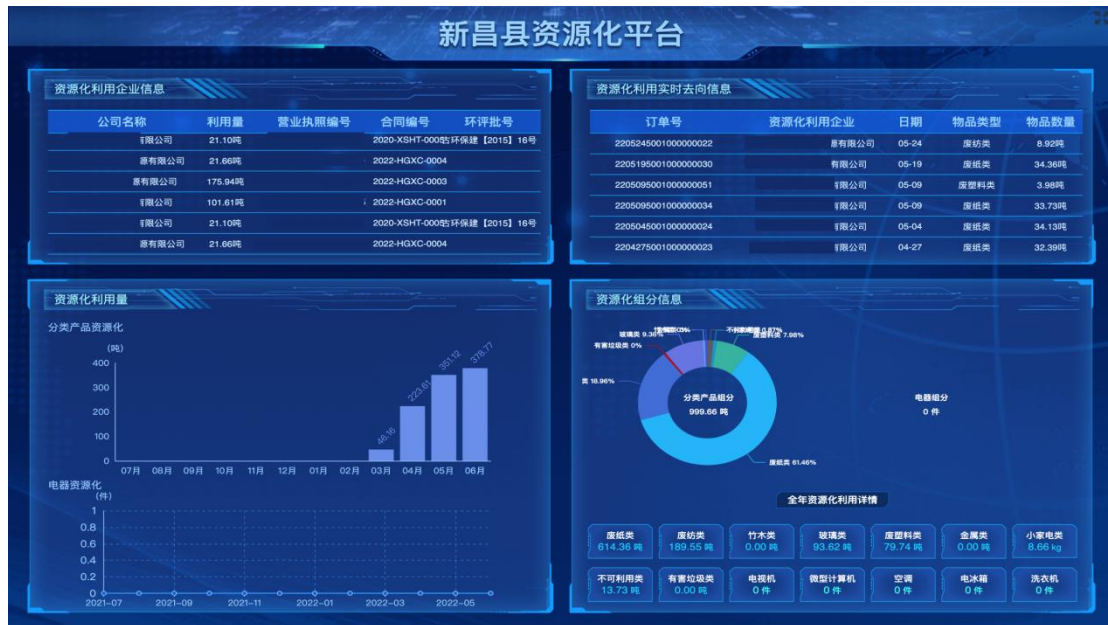 新昌县资源化平台
资源化利用企业信息
公司名称 利用量 营业执照编号 合同编号 环评批号
有限公司 21.10吨 2020-XSHT-0005 环保建【2015】16号
源有限公司 21.66吨 2022-HGXC-0004
原有限公司 175.94吨 2022-HGXC-0003
有限公司 101.61吨 2022-HGXC-0001
有限公司 21.10吨 2020-XSHT-0005 环保建【2015】16号
源有限公司 21.66吨 2022-HGXC-0004
资源化利用实时去向信息
订单号 资源化利用企业 日期 物品类型 物品数量
2205245001000000022 有限公司 05-24 废纺类 8.92吨
2205195001000000030 有限公司 05-19 废纸类 34.36吨
2205095001000000051 有限公司 05-09 废塑料类 3.98吨
2205095001000000034 有限公司 05-09 废纸类 33.73吨
2205045001000000024 有限公司 05-04 废纸类 34.13吨
2204275001000000023 有限公司 04-27 废纸类 32.39吨
资源化利用量
分类产品资源化
(吨)
400
300
200
100
0
46.16 223.61 351.12 378.77
07月 08月 09月 10月 11月 12月 01月 02月 03月 04月 05月 06月
电器资源化
(件)
1
0.8
0.6
0.4
0.2
0
2021-07 2021-09 2021-11 2022-01 2022-03 2022-05
资源化组分信息
玻璃类 9.36%
废塑料类 7.98%
有害垃圾类 0%
类 18.96%
分类产品组分
999.66 吨
电器组分
0 件
废纸类 61.46%
全年资源化利用详情
废纸类 废纺类 竹木类 玻璃类 废塑料类 金属类 小家电类
614.36 吨 189.55 吨 0.00 吨 93.62 吨 79.74 吨 0.00 吨 8.66 kg
不可利用类 有害垃圾类 电视机 微型计算机 空调 电冰箱 洗衣机
13.73 吨 0.00 吨 0 件 0 件 0 件 0 件 0 件